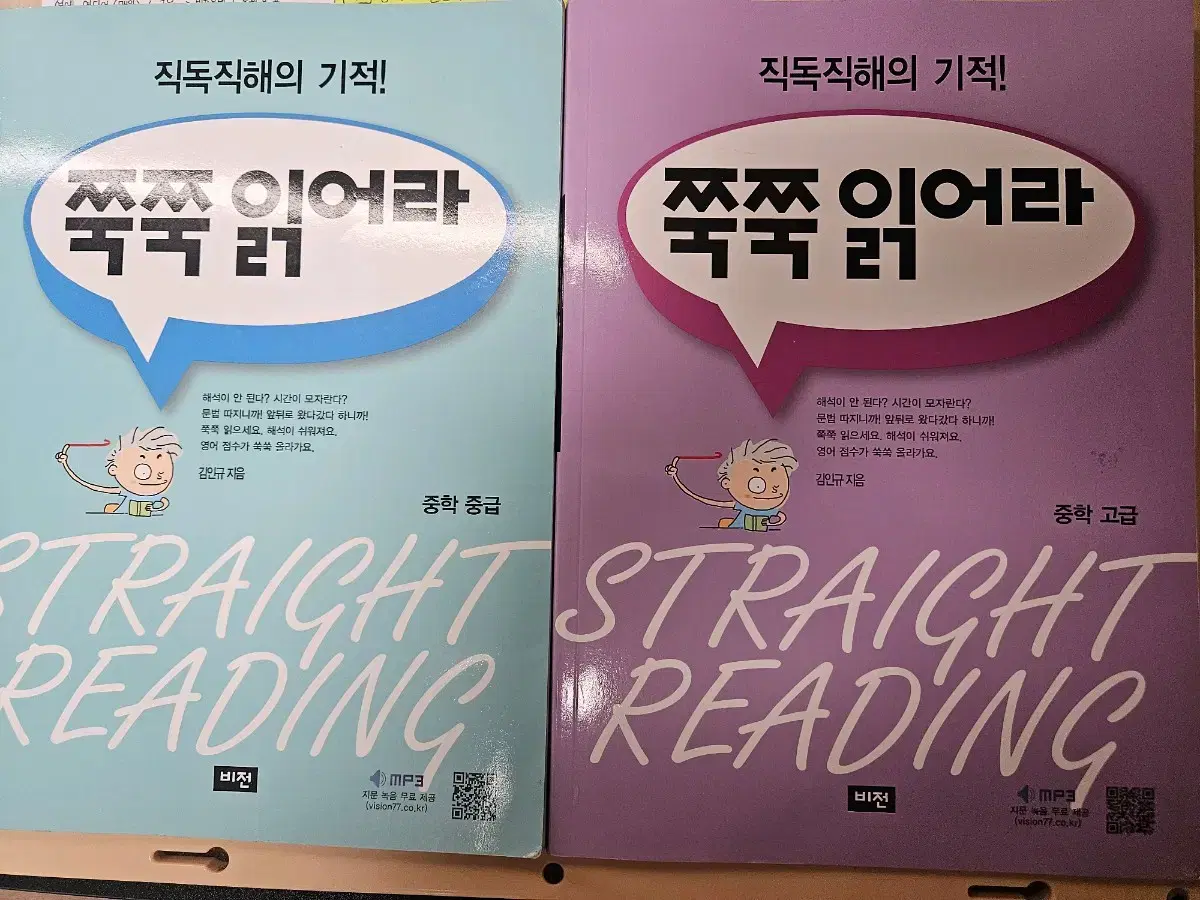 직독직해의 기적!
쭉쭉 읽어라
해석이 안 된다? 시간이 모자란다?
문법 따지니까! 앞뒤로 왔다갔다 하니까!
쭉쭉 읽으세요. 해석이 쉬워져요.
영어 점수가 쑥쑥 올라가요.
김인규 지음
중학 중급
STRAIGHT
READING
비전
MP3
지문 녹음 무료 제공
(vision77.co.kr)
직독직해의 기적!
쭉쭉 읽어라
해석이 안 된다? 시간이 모자란다?
문법 따지니까! 앞뒤로 왔다갔다 하니까!
쭉쭉 읽으세요. 해석이 쉬워져요.
영어 점수가 쑥쑥 올라가요.
김인규 지음
중학 고급
STRAIGHT
READING
비전
MP3
지문 녹음 무료 제공
(vision77.co.kr)